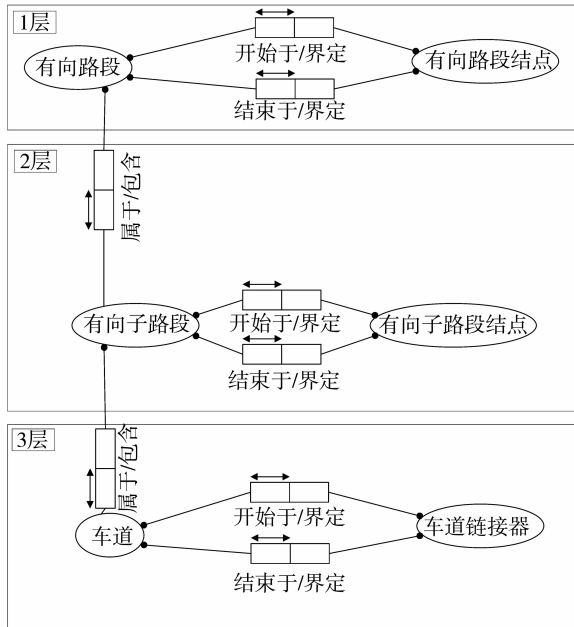 1层
有向路段
开始于/界定
有向路段结点
结束于/界定
2层
属于/包含
有向子路段
开始于/界定
有向子路段结点
结束于/界定
3层
属于/包含
车道
开始于/界定
车道链接器
结束于/界定